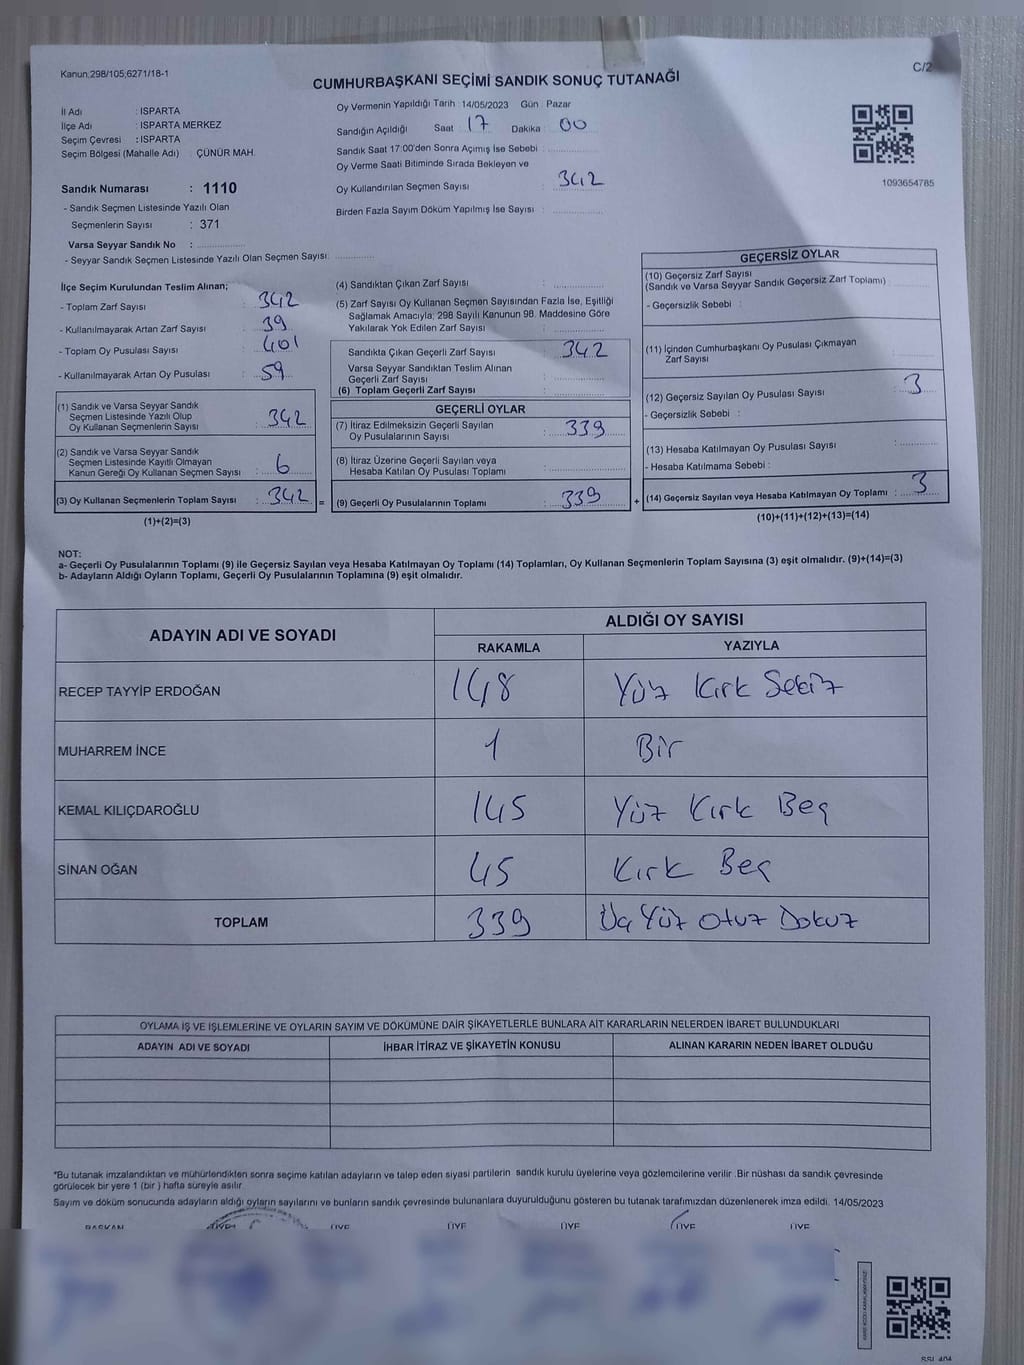 Kanun:298/105;6271/18-1
C/2
CUMHURBAŞKANI SEÇİMİ SANDIK SONUÇ TUTANAĞI
İl Adı : ISPARTA
İlçe Adı : ISPARTA MERKEZ
Seçim Çevresi : ISPARTA
Seçim Bölgesi (Mahalle Adı) : ÇÜNÜR MAH.
Sandık Numarası : 1110
- Sandık Seçmen Listesinde Yazılı Olan
Seçmenlerin Sayısı : 371
Varsa Seyyar Sandık No :
- Seyyar Sandık Seçmen Listesinde Yazılı Olan Seçmen Sayısı:
Oy Vermenin Yapıldığı Tarih : 14/05/2023 Gün : Pazar
Sandığın Açıldığı Saat 17 Dakika 00
Sandık Saat 17:00'den Sonra Açımış İse Sebebi :
Oy Verme Saati Bitiminde Sırada Bekleyen ve
Oy Kullandırılan Seçmen Sayısı : 342
Birden Fazla Sayım Döküm Yapılmış İse Sayısı :
1093654785
İlçe Seçim Kurulundan Teslim Alınan;
- Toplam Zarf Sayısı : 342
- Kullanılmayarak Artan Zarf Sayısı : 39
- Toplam Oy Pusulası Sayısı : 401
- Kullanılmayarak Artan Oy Pusulası : 59
(1) Sandık ve Varsa Seyyar Sandık
Seçmen Listesinde Yazılı Olup
Oy Kullanan Seçmenlerin Sayısı : 342
(2) Sandık ve Varsa Seyyar Sandık
Seçmen Listesinde Kayıtlı Olmayan
Kanun Gereği Oy Kullanan Seçmen Sayısı : 6
(3) Oy Kullanan Seçmenlerin Toplam Sayısı : 342 =
(1)+(2)=(3)
(4) Sandıktan Çıkan Zarf Sayısı :
(5) Zarf Sayısı Oy Kullanan Seçmen Sayısından Fazla İse, Eşitliği
Sağlamak Amacıyla; 298 Sayılı Kanunun 98. Maddesine Göre
Yakılarak Yok Edilen Zarf Sayısı :
Sandıkta Çıkan Geçerli Zarf Sayısı : 342
Varsa Seyyar Sandıktan Teslim Alınan
Geçerli Zarf Sayısı :
(6) Toplam Geçerli Zarf Sayısı :
GEÇERLİ OYLAR
(7) İtiraz Edilmeksizin Geçerli Sayılan
Oy Pusulalarının Sayısı : 339
(8) İtiraz Üzerine Geçerli Sayılan veya
Hesaba Katılan Oy Pusulası Toplamı :
(9) Geçerli Oy Pusulalarının Toplamı : 339 +
GEÇERSİZ OYLAR
(10) Geçersiz Zarf Sayısı
(Sandık ve Varsa Seyyar Sandık Geçersiz Zarf Toplamı)
- Geçersizlik Sebebi :
(11) İçinden Cumhurbaşkanı Oy Pusulası Çıkmayan
Zarf Sayısı
(12) Geçersiz Sayılan Oy Pusulası Sayısı : 3
- Geçersizlik Sebebi :
(13) Hesaba Katılmayan Oy Pusulası Sayısı :
- Hesaba Katılmama Sebebi :
(14) Geçersiz Sayılan veya Hesaba Katılmayan Oy Toplamı : 3
(10)+(11)+(12)+(13)=(14)
NOT:
a- Geçerli Oy Pusulalarının Toplamı (9) ile Geçersiz Sayılan veya Hesaba Katılmayan Oy Toplamı (14) Toplamları, Oy Kullanan Seçmenlerin Toplam Sayısına (3) eşit olmalıdır. (9)+(14)=(3)
b- Adayların Aldığı Oyların Toplamı, Geçerli Oy Pusulalarının Toplamına (9) eşit olmalıdır.
ADAYIN ADI VE SOYADI
ALDIĞI OY SAYISI
RAKAMLA YAZIYLA
RECEP TAYYİP ERDOĞAN 148 Yüz Kırk Sekiz
MUHARREM İNCE 1 Bir
KEMAL KILIÇDAROĞLU 145 Yüz Kırk Beş
SİNAN OĞAN 45 Kırk Beş
TOPLAM 339 Üç Yüz Otuz Dokuz
OYLAMA İŞ VE İŞLEMLERİNE VE OYLARIN SAYIM VE DÖKÜMÜNE DAİR ŞİKAYETLERLE BUNLARA AİT KARARLARIN NELERDEN İBARET BULUNDUKLARI
ADAYIN ADI VE SOYADI İHBAR İTİRAZ VE ŞİKAYETİN KONUSU ALINAN KARARIN NEDEN İBARET OLDUĞU
*Bu tutanak imzalandıktan ve mühürlendikten sonra seçime katılan adayların ve talep eden siyasi partilerin sandık kurulu üyelerine veya gözlemcilerine verilir .Bir nüshası da sandık çevresinde
görülecek bir yere 1 (bir ) hafta süreyle asılır.
Sayım ve döküm sonucunda adayların aldığı oyların sayılarını ve bunların sandık çevresinde bulunanlara duyurulduğunu gösteren bu tutanak tarafımızdan düzenlenerek imza edildi. 14/05/2023
BAŞKAN ÜYE ÜYE ÜYE ÜYE ÜYE ÜYE